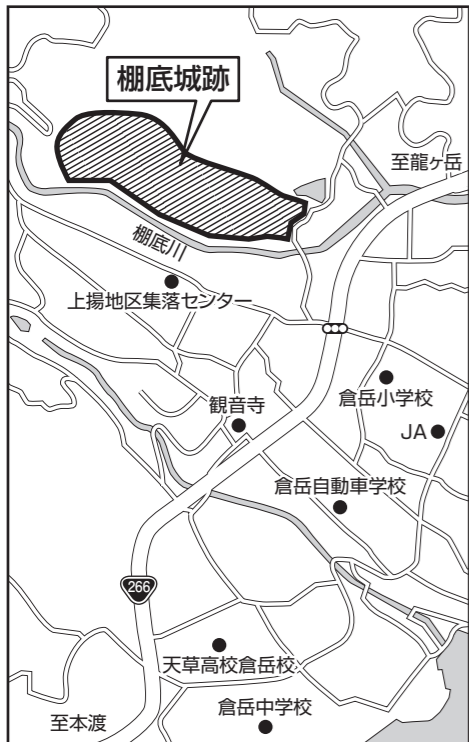 棚底城跡
至龍ヶ岳
棚底川
上揚地区集落センター
倉岳小学校
観音寺
JA
倉岳自動車学校
266
天草高校倉岳校
至本渡
倉岳中学校